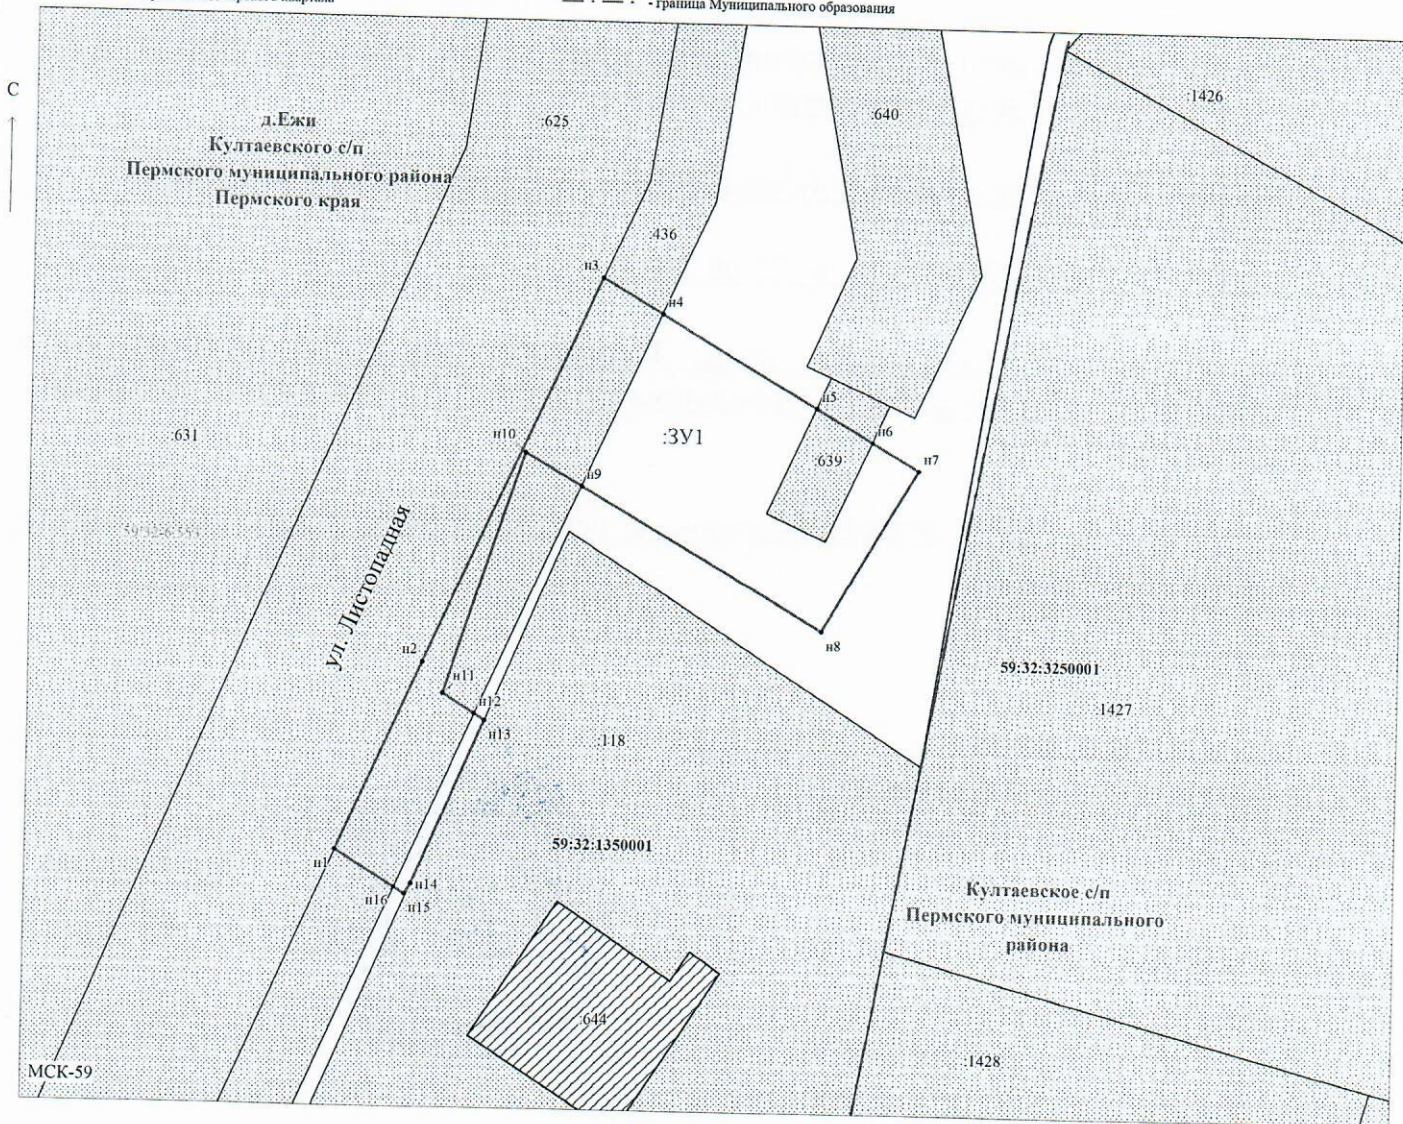 - граница Муниципального образования
С
д.Ежи
Култаевского с/п
Пермского муниципального района
Пермского края
:625
:640
:1426
:436
н3
н4
н5
н6
н7
:ЗУ1
:639
:631
н10
н9
ул. Листопадная
н2
н11
н12
н13
н8
59:32:3250001
:1427
:118
59:32:1350001
н1
н14
н16
н15
Култаевское с/п
Пермского муниципального
района
:644
:1428
МСК-59